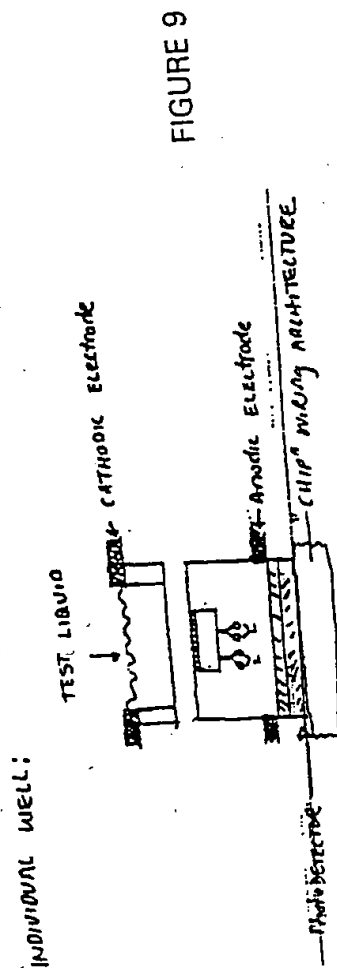 INDIVIDUAL WELL:
TEST LIQUID
CATHODIC Electrode
Anodic Electrode
"CHIP" WIRING ARCHITECTURE
PHOTODETECTOR
FIGURE 9